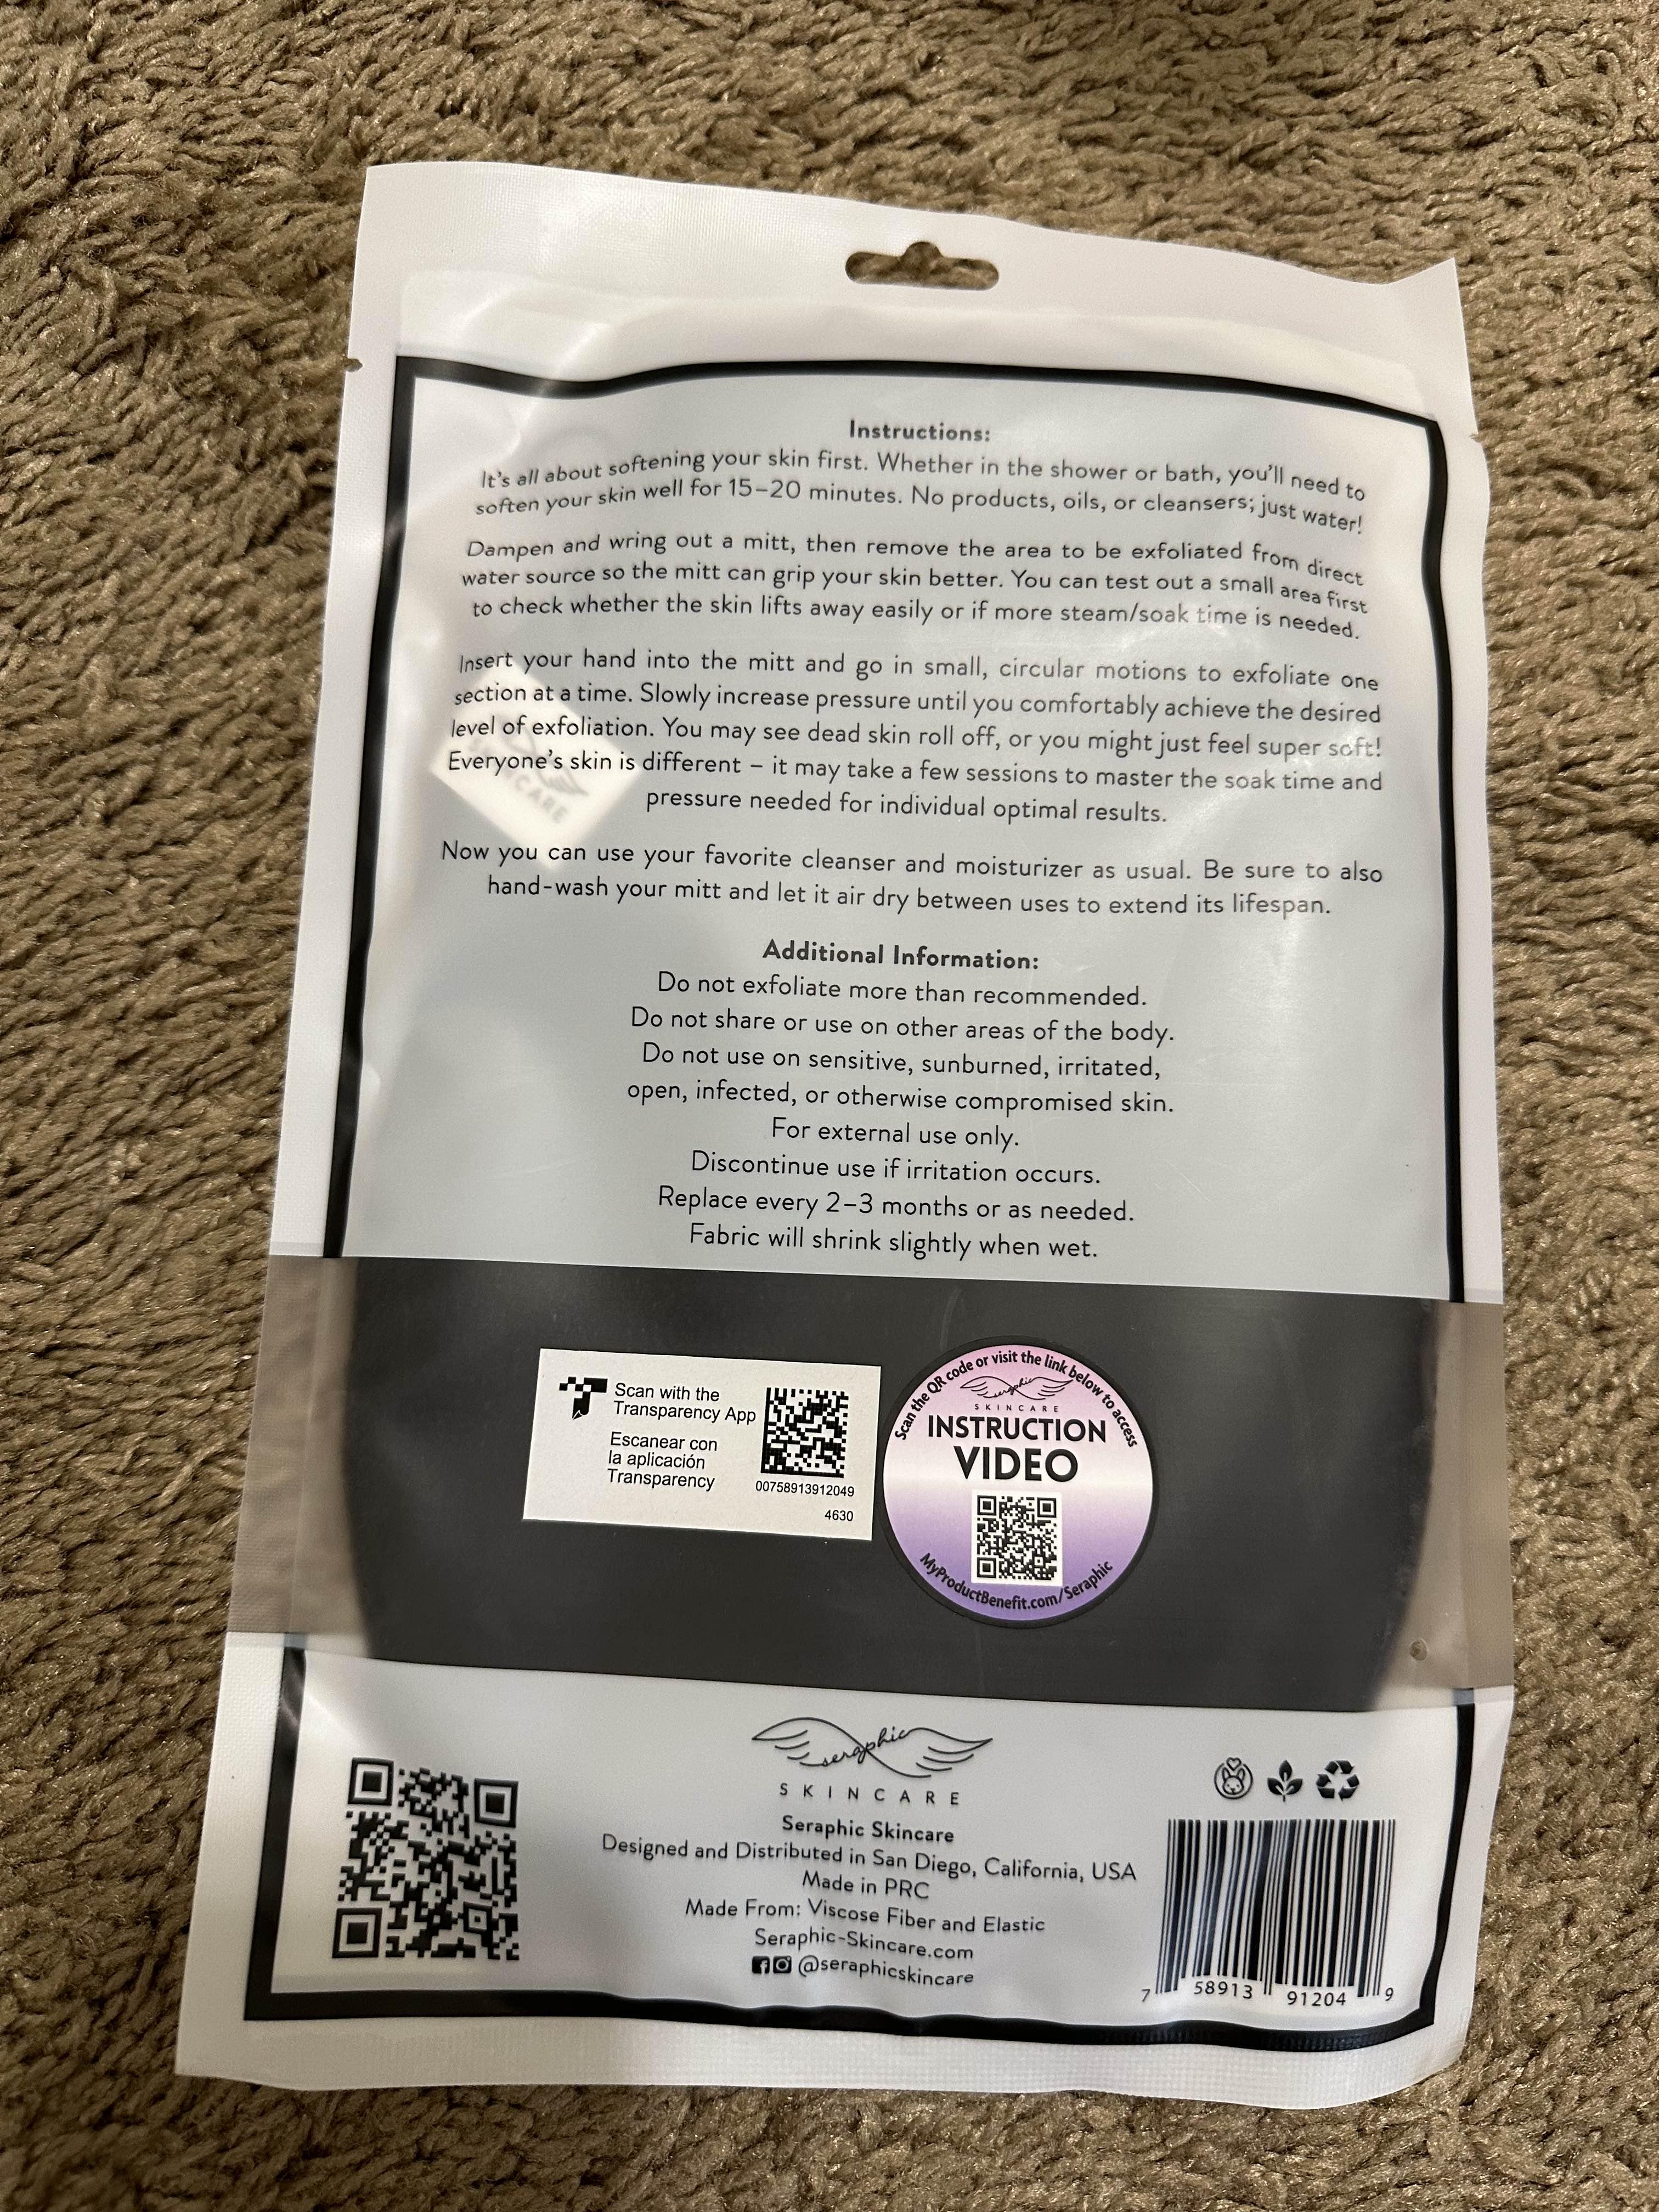 Instructions:
It's all about softening your skin first. Whether in the shower or bath, you'll need to
soften your skin well for 15–20 minutes. No products, oils, or cleansers; just water!
Dampen and wring out a mitt, then remove the area to be exfoliated from direct
water source so the mitt can grip your skin better. You can test out a small area first
to check whether the skin lifts away easily or if more steam/soak time is needed.
Insert your hand into the mitt and go in small, circular motions to exfoliate one
section at a time. Slowly increase pressure until you comfortably achieve the desired
level of exfoliation. You may see dead skin roll off, or you might just feel super soft!
Everyone's skin is different – it may take a few sessions to master the soak time and
pressure needed for individual optimal results.
Now you can use your favorite cleanser and moisturizer as usual. Be sure to also
hand-wash your mitt and let it air dry between uses to extend its lifespan.
Additional Information:
Do not exfoliate more than recommended.
Do not share or use on other areas of the body.
Do not use on sensitive, sunburned, irritated,
open, infected, or otherwise compromised skin.
For external use only.
Discontinue use if irritation occurs.
Replace every 2–3 months or as needed.
Fabric will shrink slightly when wet.
Scan with the
Transparency App
Escanear con
la aplicación
Transparency
00758913912049
4630
Scan the QR code or visit the link below to access
seraphic
SKINCARE
INSTRUCTION
VIDEO
MyProductBenefit.com/Seraphic
seraphic
SKINCARE
Seraphic Skincare
Designed and Distributed in San Diego, California, USA
Made in PRC
Made From: Viscose Fiber and Elastic
Seraphic-Skincare.com
@seraphicskincare
7 58913 91204 9